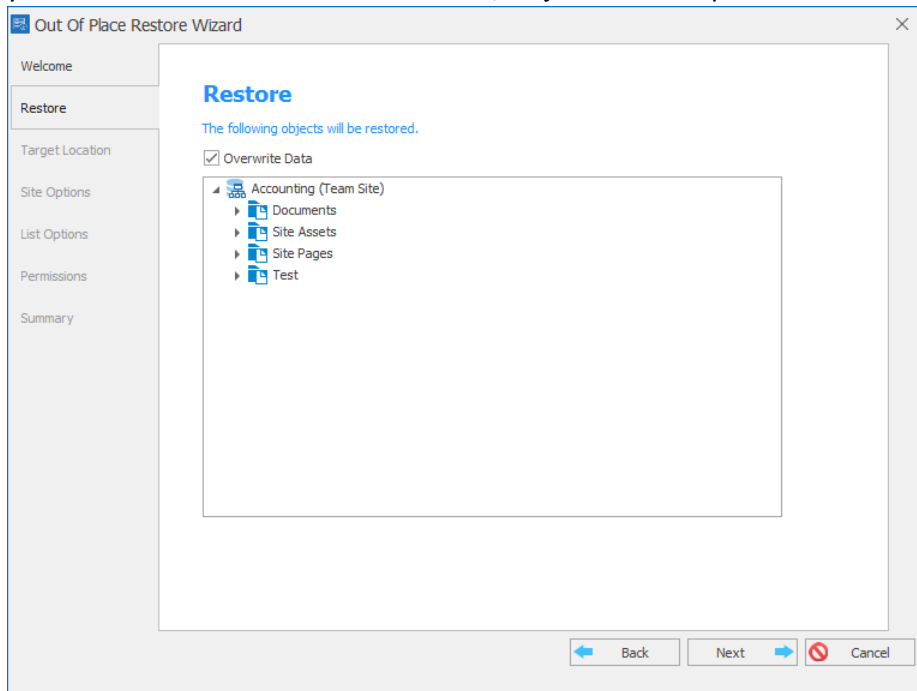 Out Of Place Restore Wizard
Welcome
Restore
Target Location
Site Options
List Options
Permissions
Summary
Restore
The following objects will be restored.
Overwrite Data
Accounting (Team Site)
Documents
Site Assets
Site Pages
Test
Back
Next
Cancel